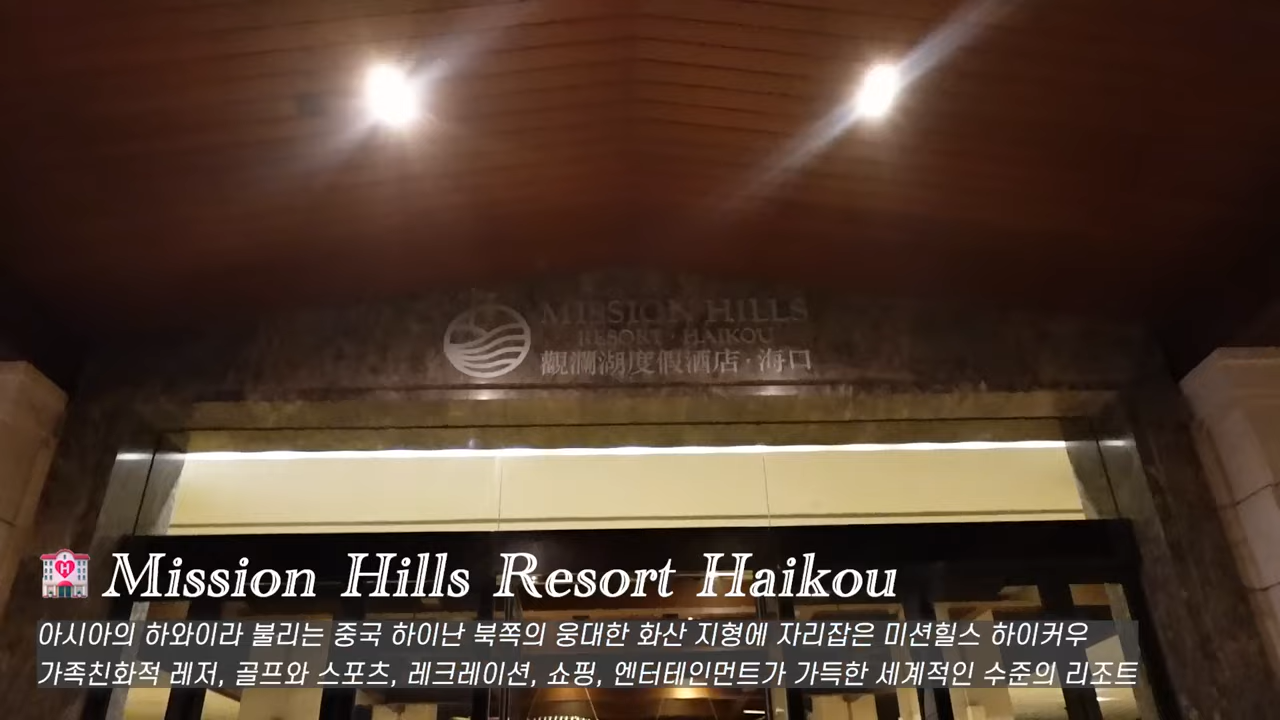 MISSION HILLS
RESORT · HAIKOU
觀瀾湖度假酒店·海口
Mission Hills Resort Haikou
아시아의 하와이라 불리는 중국 하이난 북쪽의 웅대한 화산 지형에 자리잡은 미션힐스 하이커우
가족친화적 레저, 골프와 스포츠, 레크레이션, 쇼핑, 엔터테인먼트가 가득한 세계적인 수준의 리조트